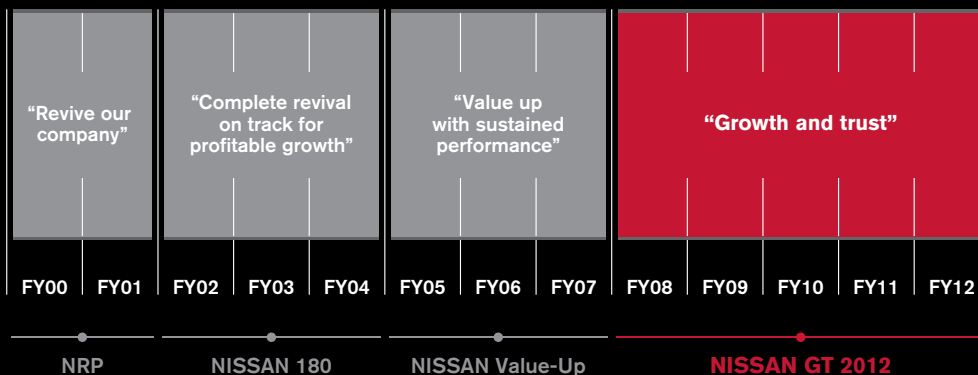 “Revive our
company”
“Complete revival
on track for
profitable growth”
“Value up
with sustained
performance”
“Growth and trust”
FY00 FY01 FY02 FY03 FY04 FY05 FY06 FY07 FY08 FY09 FY10 FY11 FY12
NRP NISSAN 180 NISSAN Value-Up NISSAN GT 2012